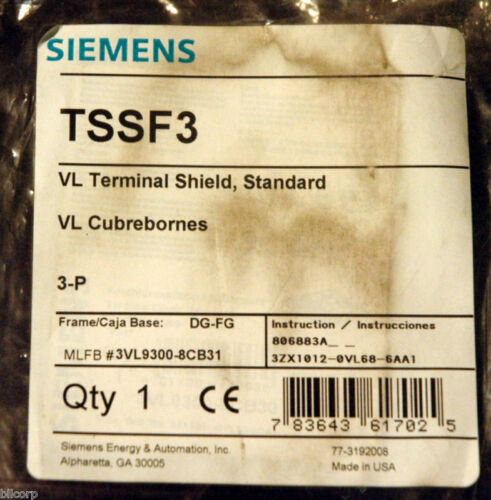 SIEMENS
TSSF3
VL Terminal Shield, Standard
VL Cubrebornes
3-P
Frame/Caja Base: DG-FG
MLFB # 3VL9300-8CB31
Instruction / Instrucciones
806883A_ _
3ZX1012-0VL68-6AA1
Qty 1 CE
7 83643 61702 5
Siemens Energy & Automation, Inc.
Alpharetta, GA 30005
77-3192008
Made in USA
blicorp